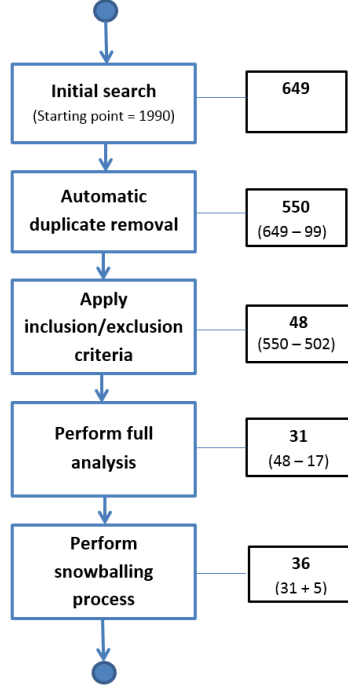 Initial search
(Starting point = 1990)
649
Automatic
duplicate removal
550
(649 – 99)
Apply
inclusion/exclusion
criteria
48
(550 – 502)
Perform full
analysis
31
(48 – 17)
Perform
snowballing
process
36
(31 + 5)